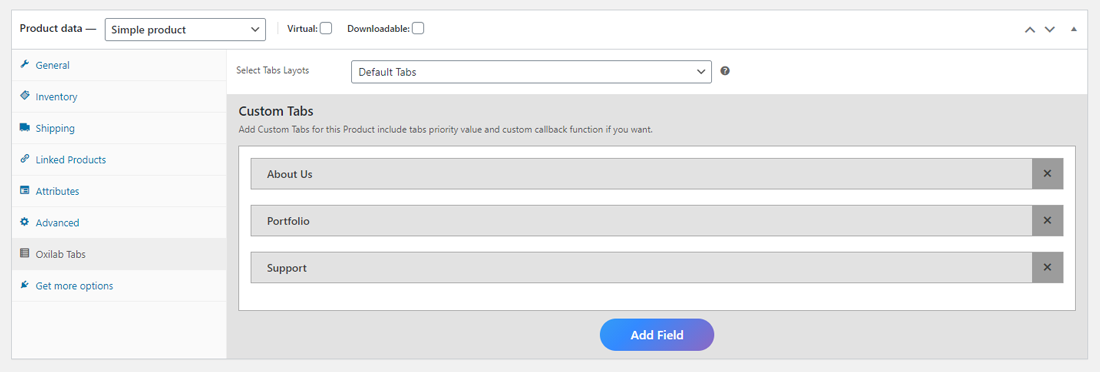 Product data — Simple product Virtual: Downloadable:
General
Inventory
Shipping
Linked Products
Attributes
Advanced
Oxilab Tabs
Get more options
Select Tabs Layots Default Tabs
Custom Tabs
Add Custom Tabs for this Product include tabs priority value and custom callback function if you want.
About Us
Portfolio
Support
Add Field